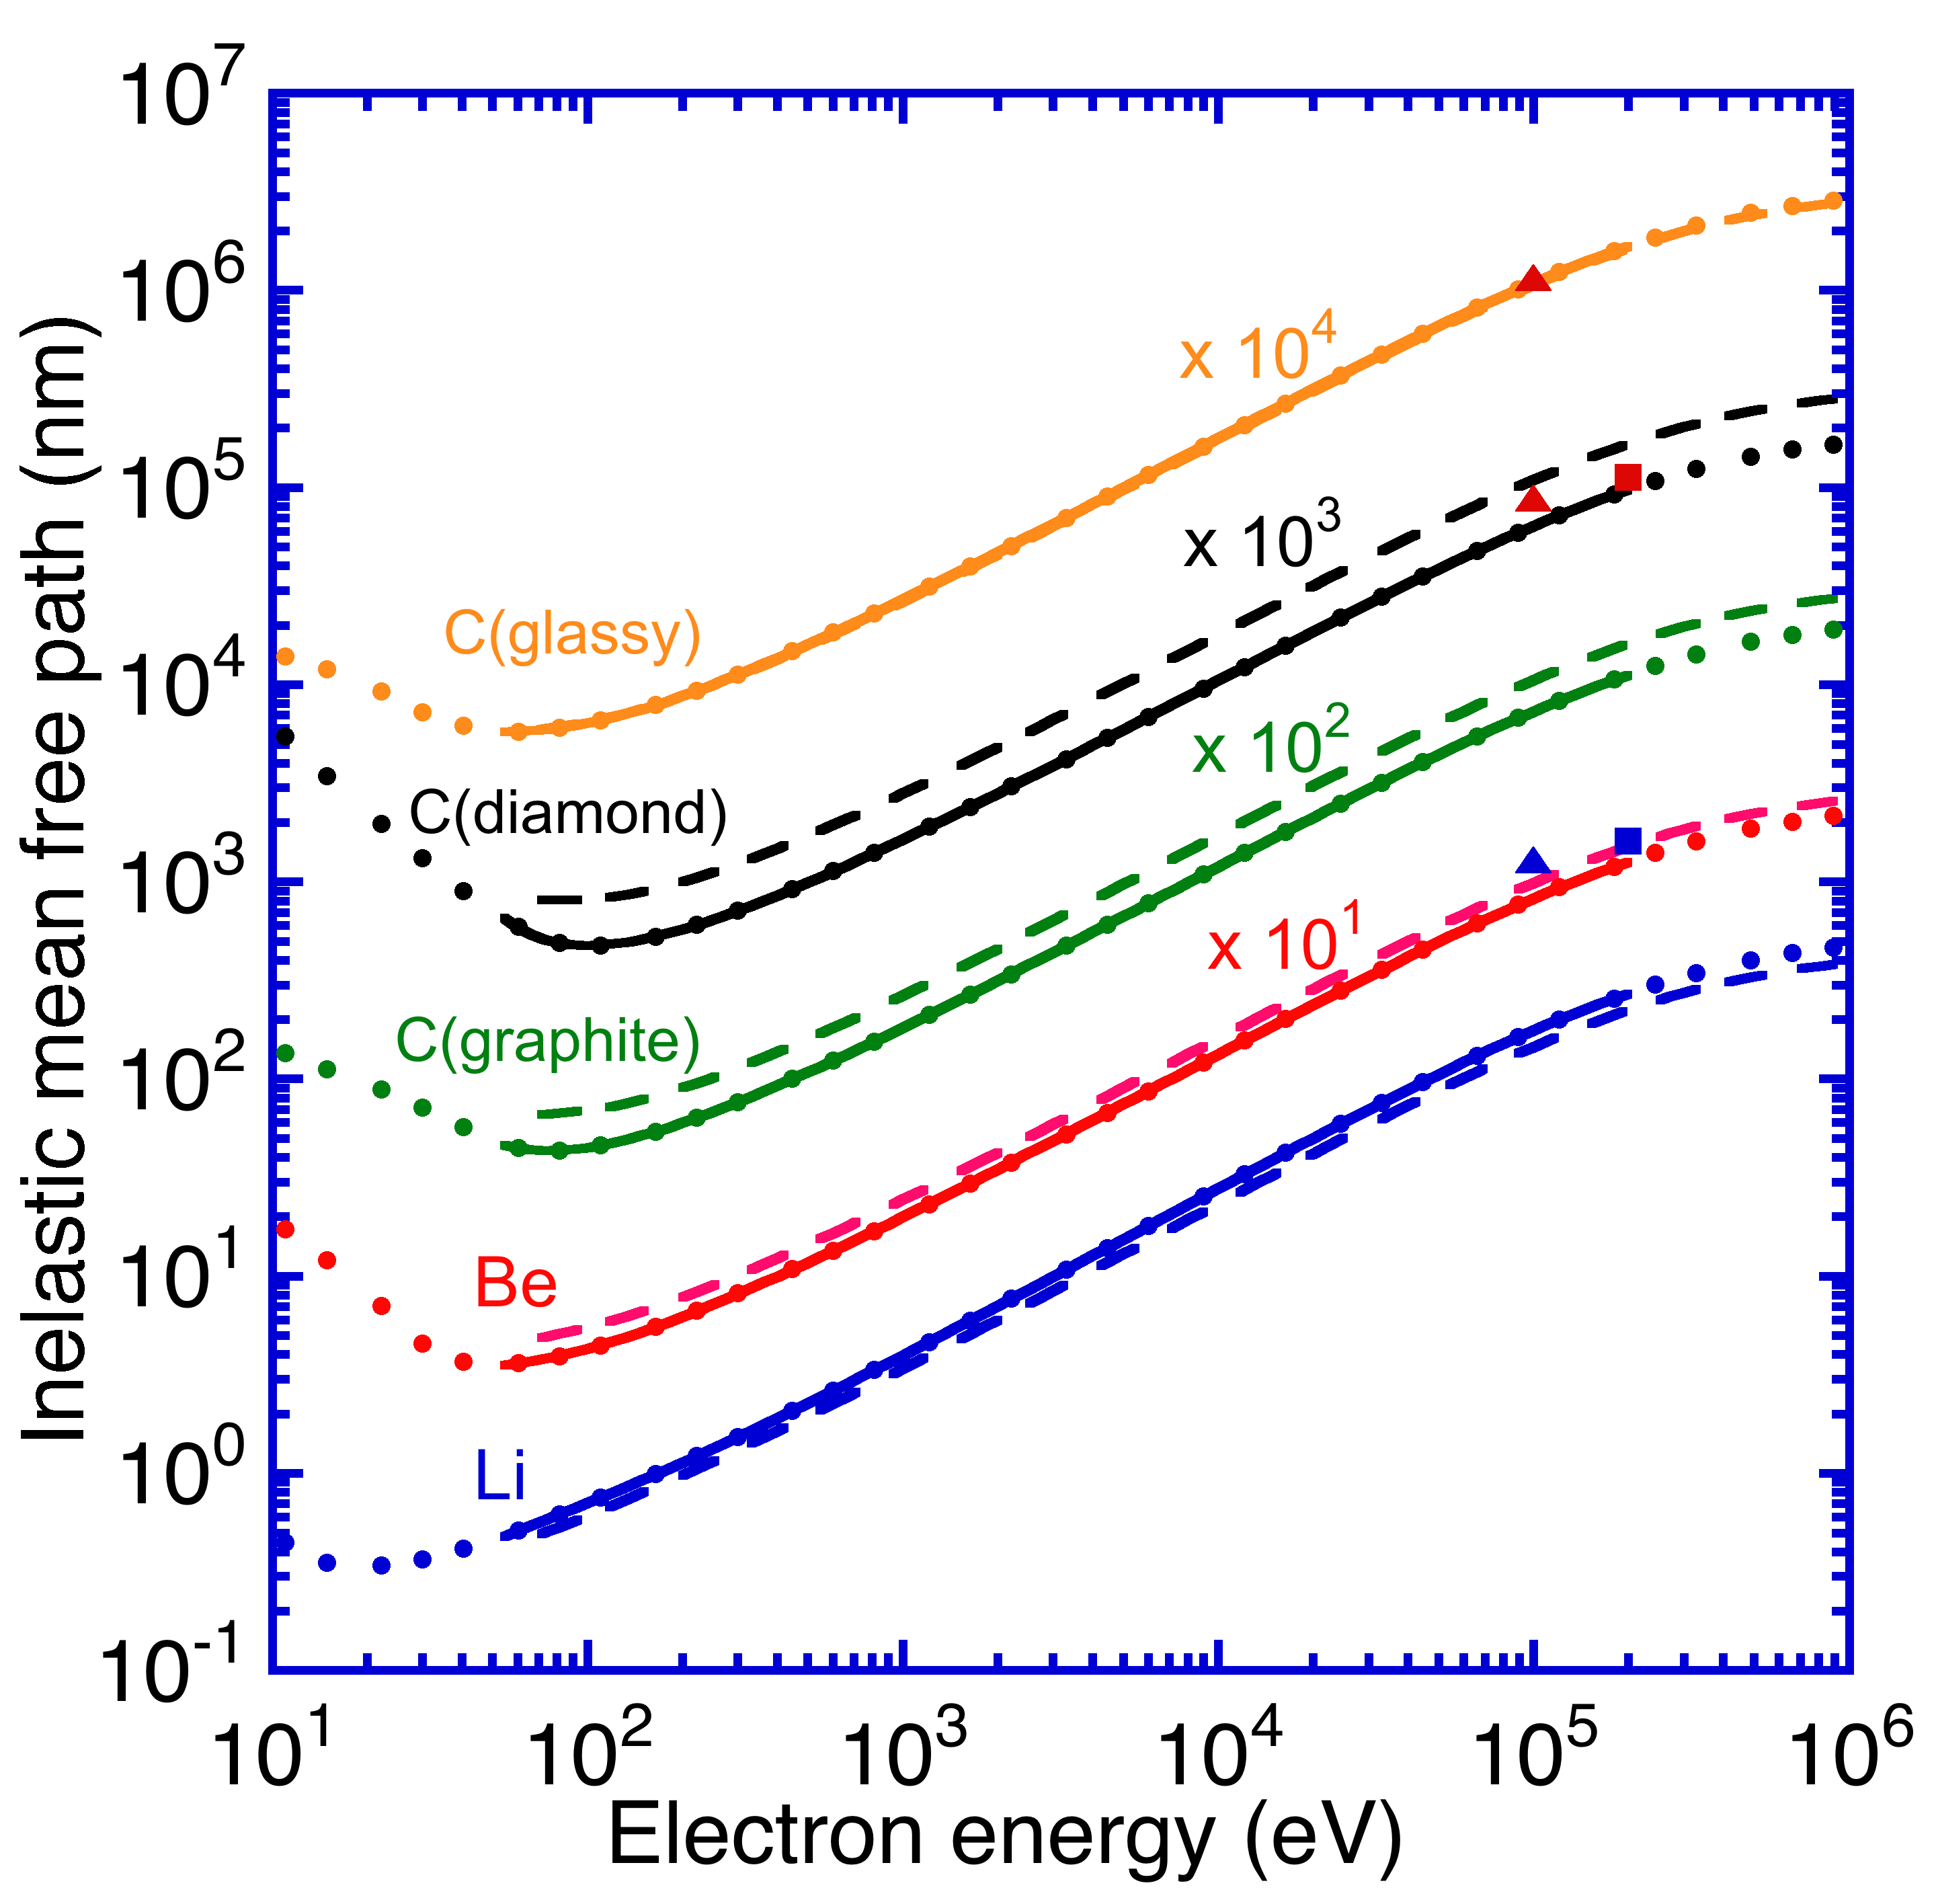 10^7
10^6
10^5
10^4
10^3
10^2
10^1
10^0
10^-1
Inelastic mean free path (nm)
x 10^4
x 10^3
C(glassy)
x 10^2
C(diamond)
x 10^1
C(graphite)
Be
Li
10^1 10^2 10^3 10^4 10^5 10^6
Electron energy (eV)